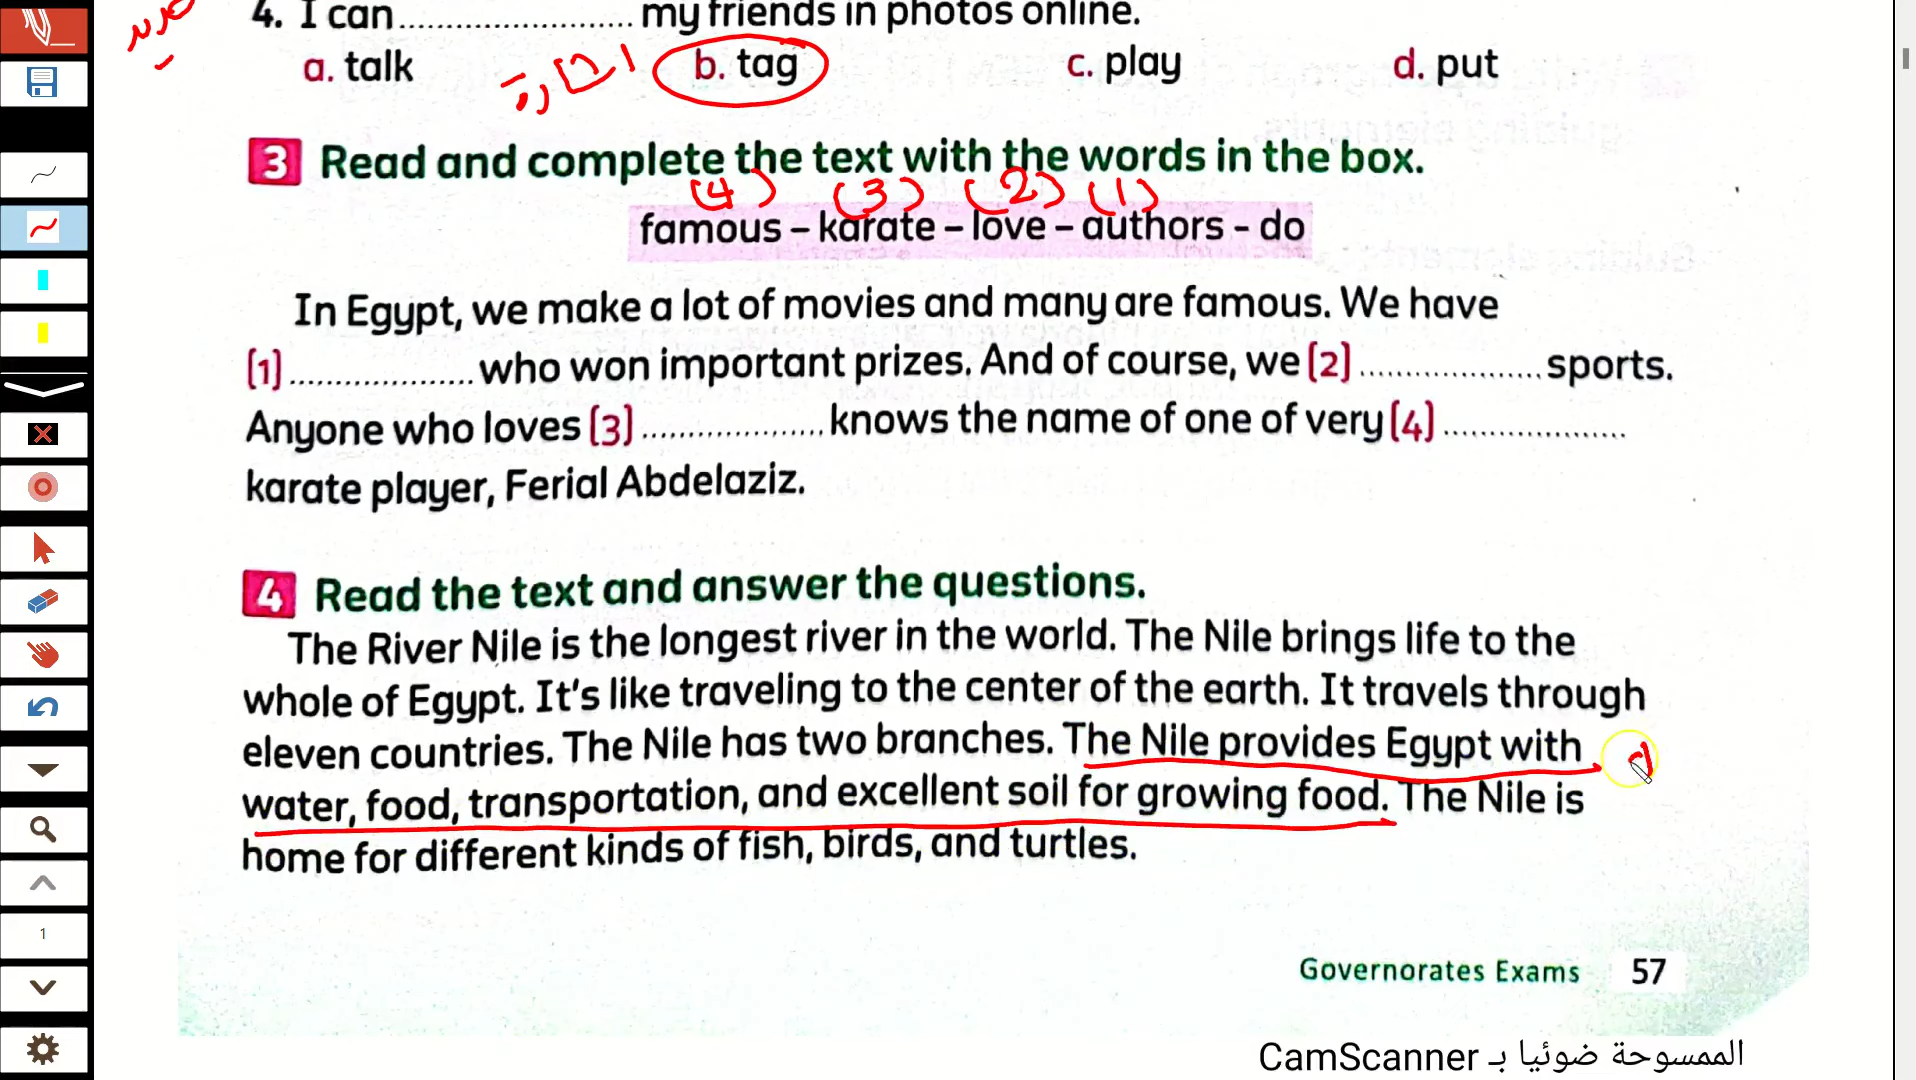 4. I can ......................... my friends in photos online.
a. talk b. tag c. play d. put
3 Read and complete the text with the words in the box.
(4) (3) (2) (1)
famous – karate – love – authors - do
In Egypt, we make a lot of movies and many are famous. We have
(1) .................... who won important prizes. And of course, we (2) .................... sports.
Anyone who loves (3) .................... knows the name of one of very (4) ....................
karate player, Ferial Abdelaziz.
4 Read the text and answer the questions.
The River Nile is the longest river in the world. The Nile brings life to the
whole of Egypt. It's like traveling to the center of the earth. It travels through
eleven countries. The Nile has two branches. The Nile provides Egypt with
water, food, transportation, and excellent soil for growing food. The Nile is
home for different kinds of fish, birds, and turtles.
Governorates Exams 57
الممسوحة ضوئيا بـ CamScanner
1